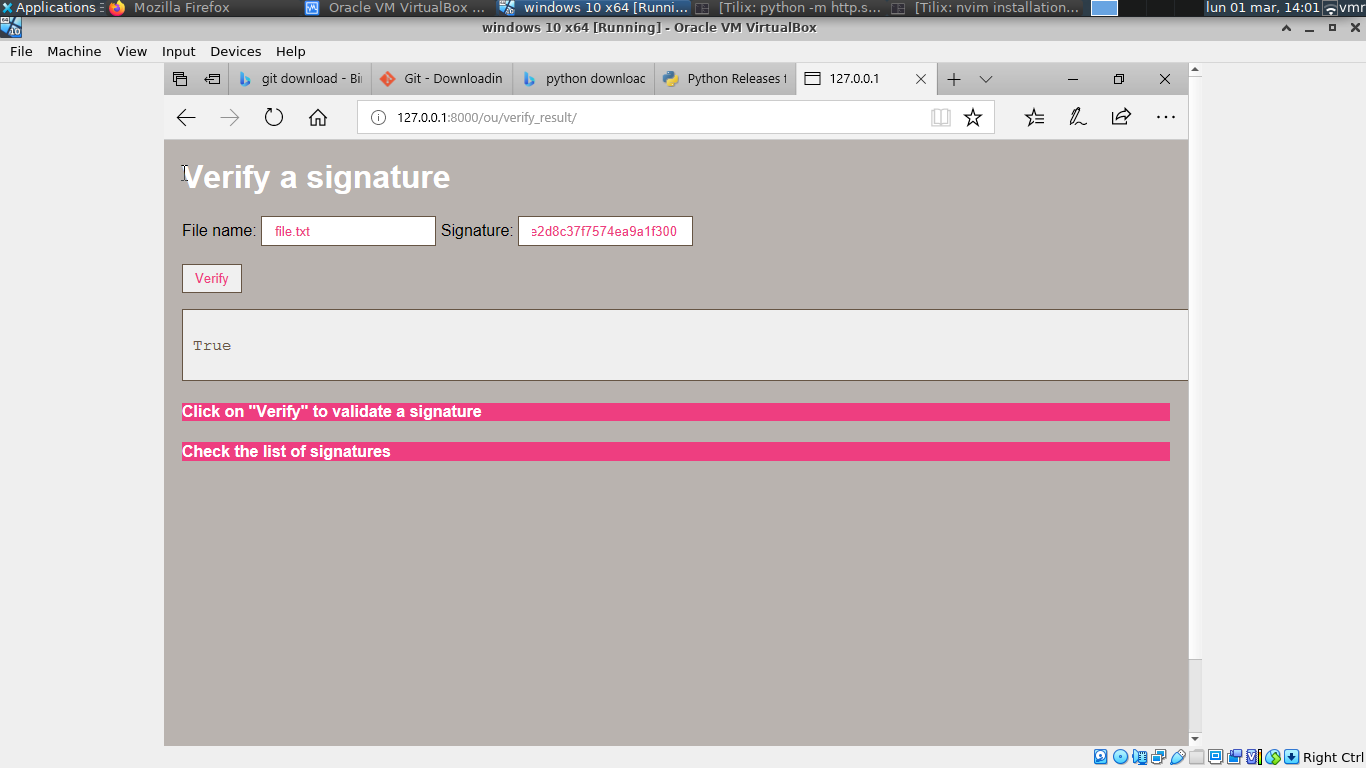 Applications Mozilla Firefox Oracle VM VirtualBox ... windows 10 x64 [Runni... [Tilix: python -m http.s... [Tilix: nvim installation... lun 01 mar, 14:01 vmr
windows 10 x64 [Running] - Oracle VM VirtualBox
File Machine View Input Devices Help
git download - Bi Git - Downloadin python downloac Python Releases f 127.0.0.1
127.0.0.1:8000/ou/verify_result/
Verify a signature
File name: file.txt Signature: e2d8c37f7574ea9a1f300
Verify
True
Click on "Verify" to validate a signature
Check the list of signatures
Right Ctrl